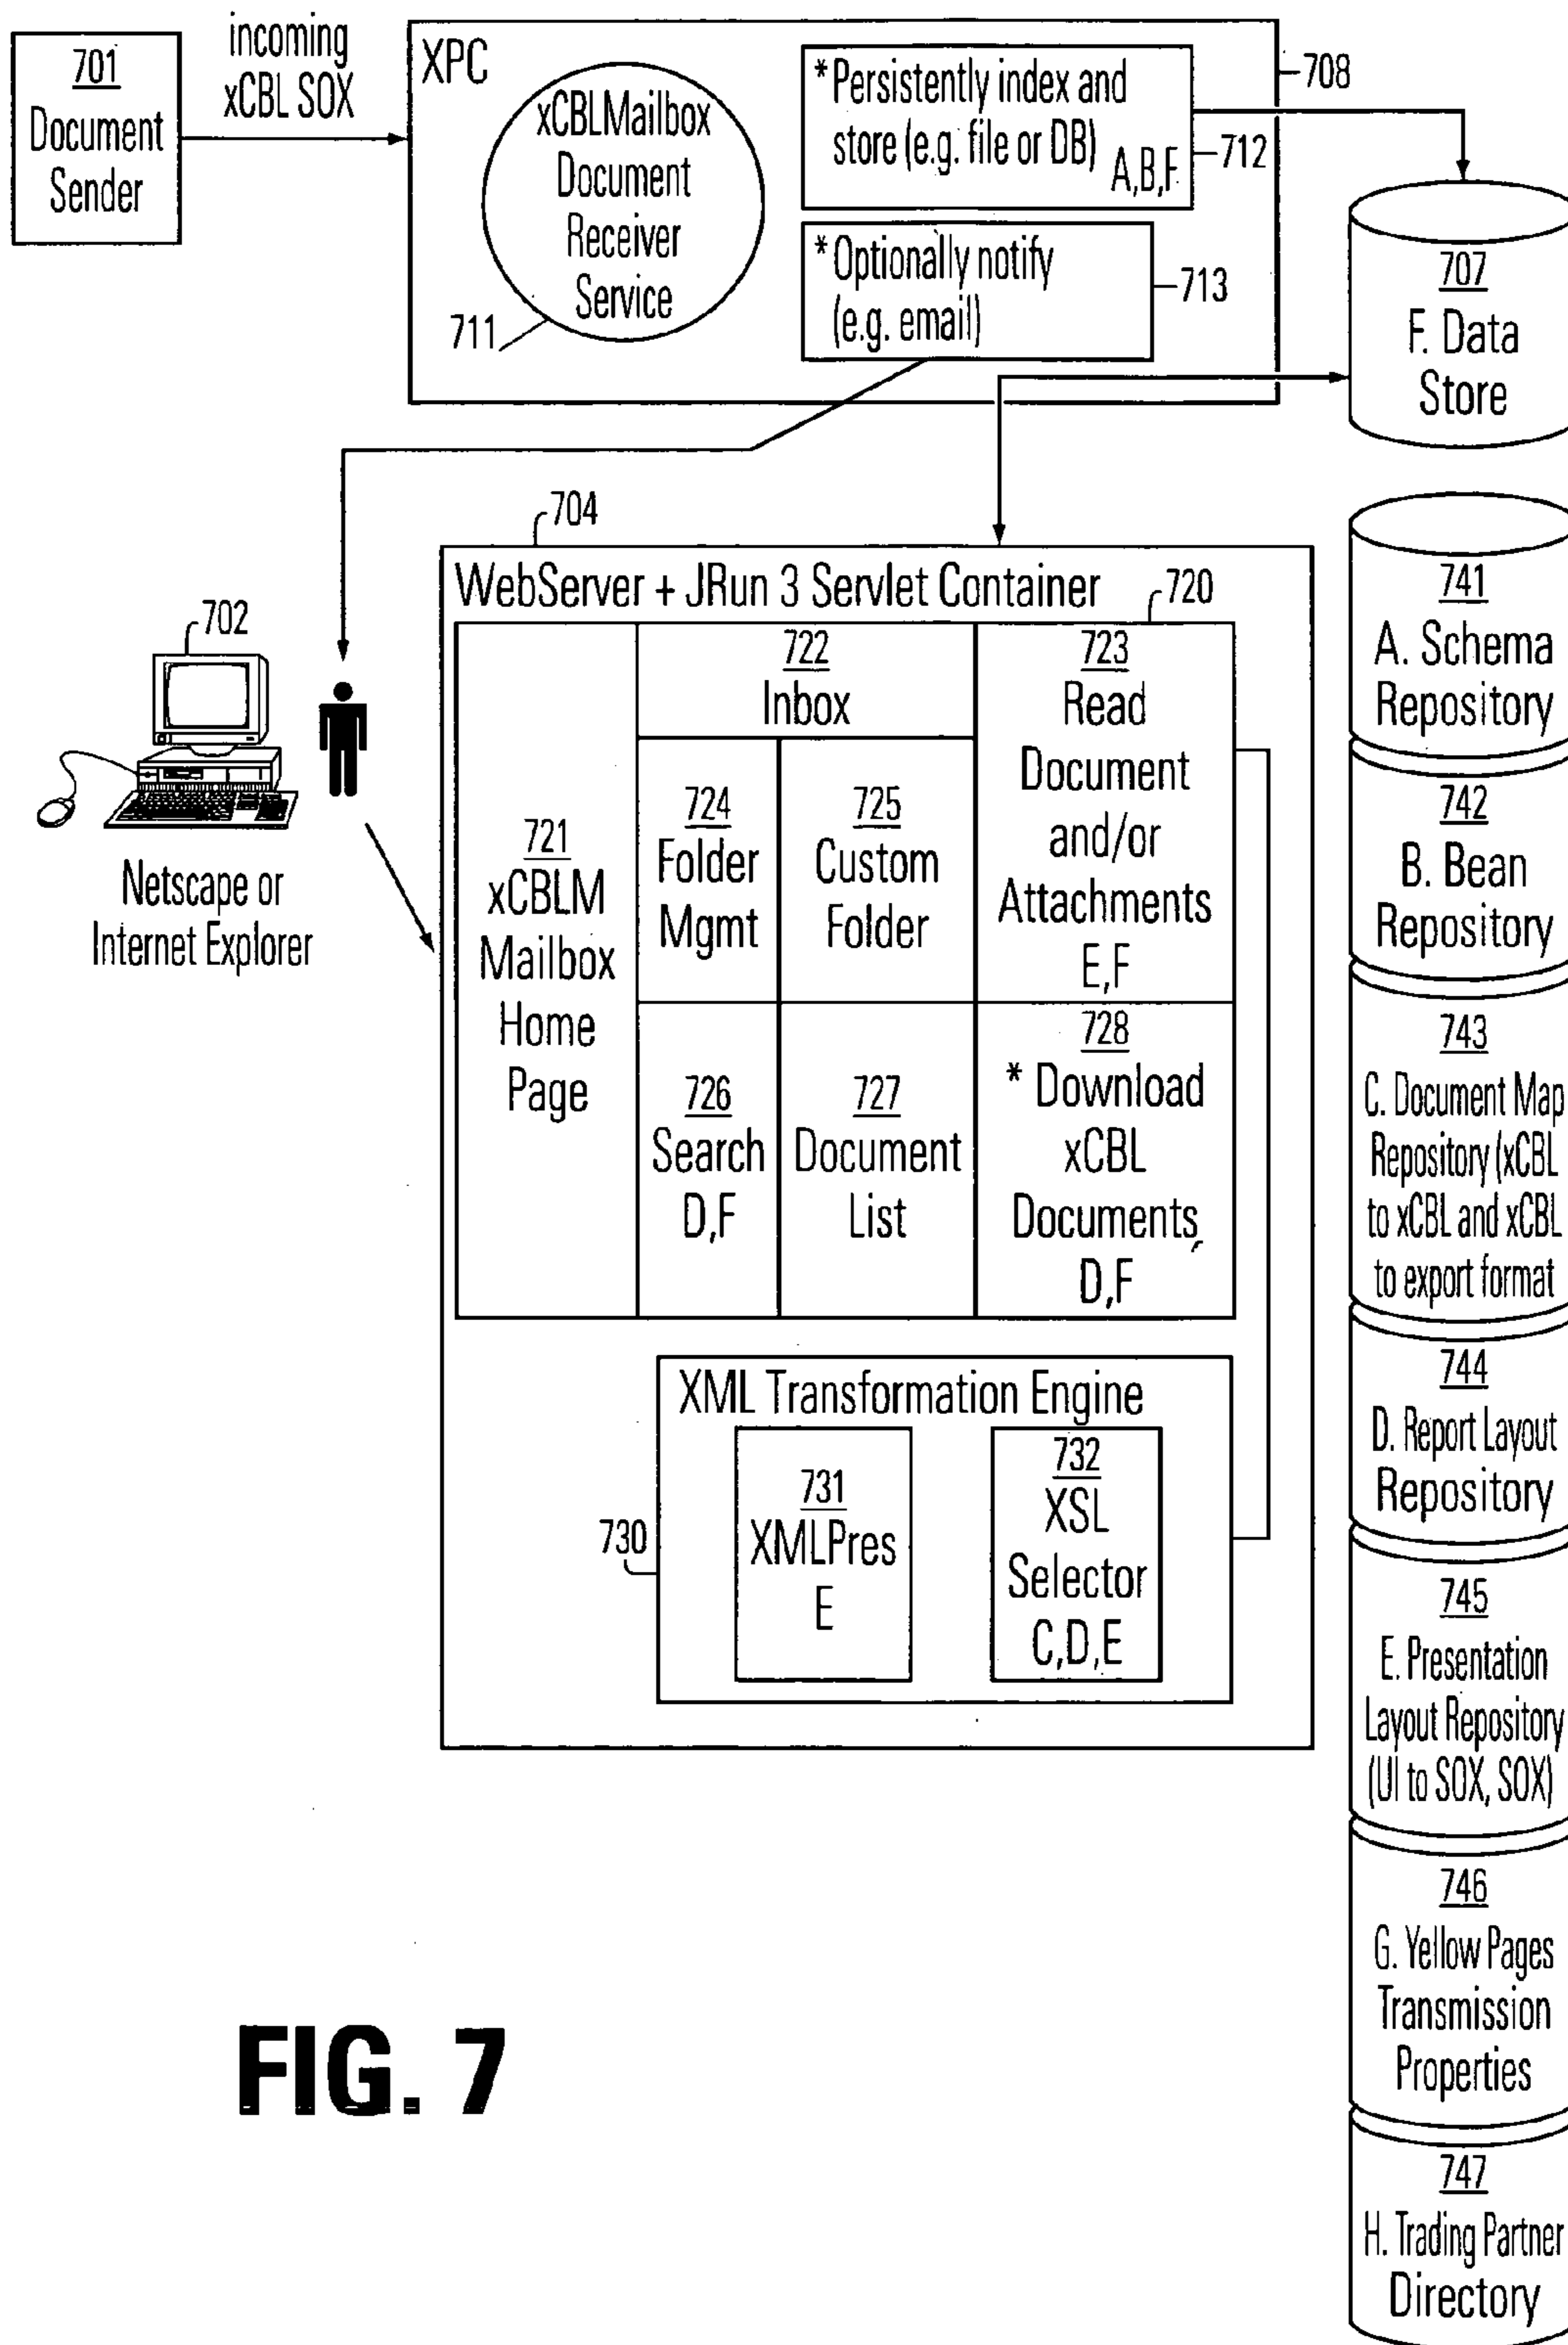 701
Document
Sender
incoming
xCBL SOX
XPC
xCBLMailbox
Document
Receiver
Service
711
* Persistently index and
store (e.g. file or DB)
A,B,F
708
712
* Optionally notify
(e.g. email)
713
707
F. Data
Store
702
Netscape or
Internet Explorer
704
WebServer + JRun 3 Servlet Container
720
721
xCBLM
Mailbox
Home
Page
722
Inbox
723
Read
Document
and/or
Attachments
E,F
724
Folder
Mgmt
725
Custom
Folder
726
Search
D,F
727
Document
List
728
* Download
xCBL
Documents,
D,F
XML Transformation Engine
730
731
XMLPres
E
732
XSL
Selector
C,D,E
741
A. Schema
Repository
742
B. Bean
Repository
743
C. Document Map
Repository (xCBL
to xCBL and xCBL
to export format
744
D. Report Layout
Repository
745
E. Presentation
Layout Repository
(UI to SOX, SOX)
746
G. Yellow Pages
Transmission
Properties
747
H. Trading Partner
Directory
FIG. 7